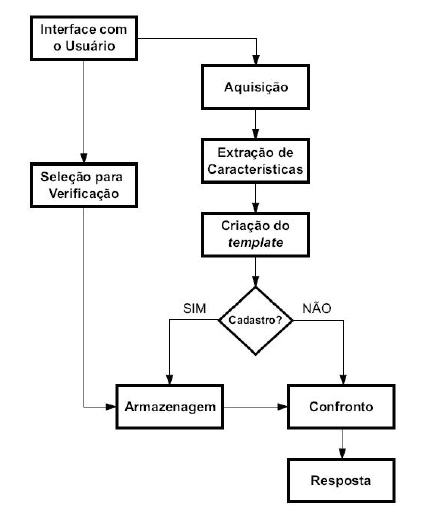 Interface com
o Usuário
Aquisição
Extração de
Características
Seleção para
Verificação
Criação do
template
SIM
Cadastro?
NÃO
Armazenagem
Confronto
Resposta